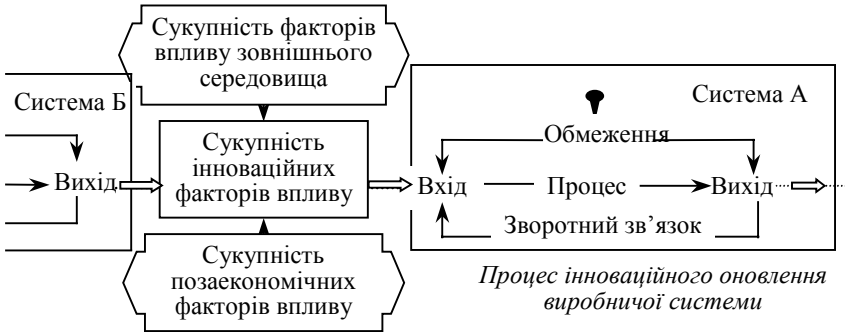 Сукупність факторів
впливу зовнішнього
середовища
Система Б
Вихід
Сукупність
інноваційних
факторів впливу
Сукупність
позаекономічних
факторів впливу
Система А
Обмеження
Вхід
Процес
Вихід
Зворотний зв’язок
Процес інноваційного оновлення
виробничої системи